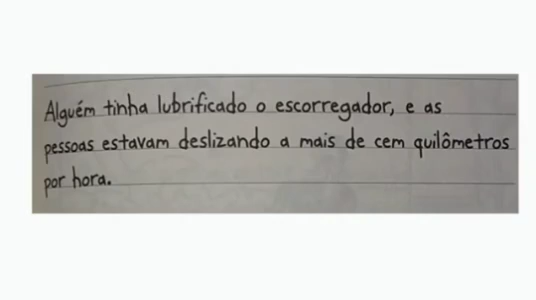 Alguém tinha lubrificado o escorregador, e as
pessoas estavam deslizando a mais de cem quilômetros
por hora.